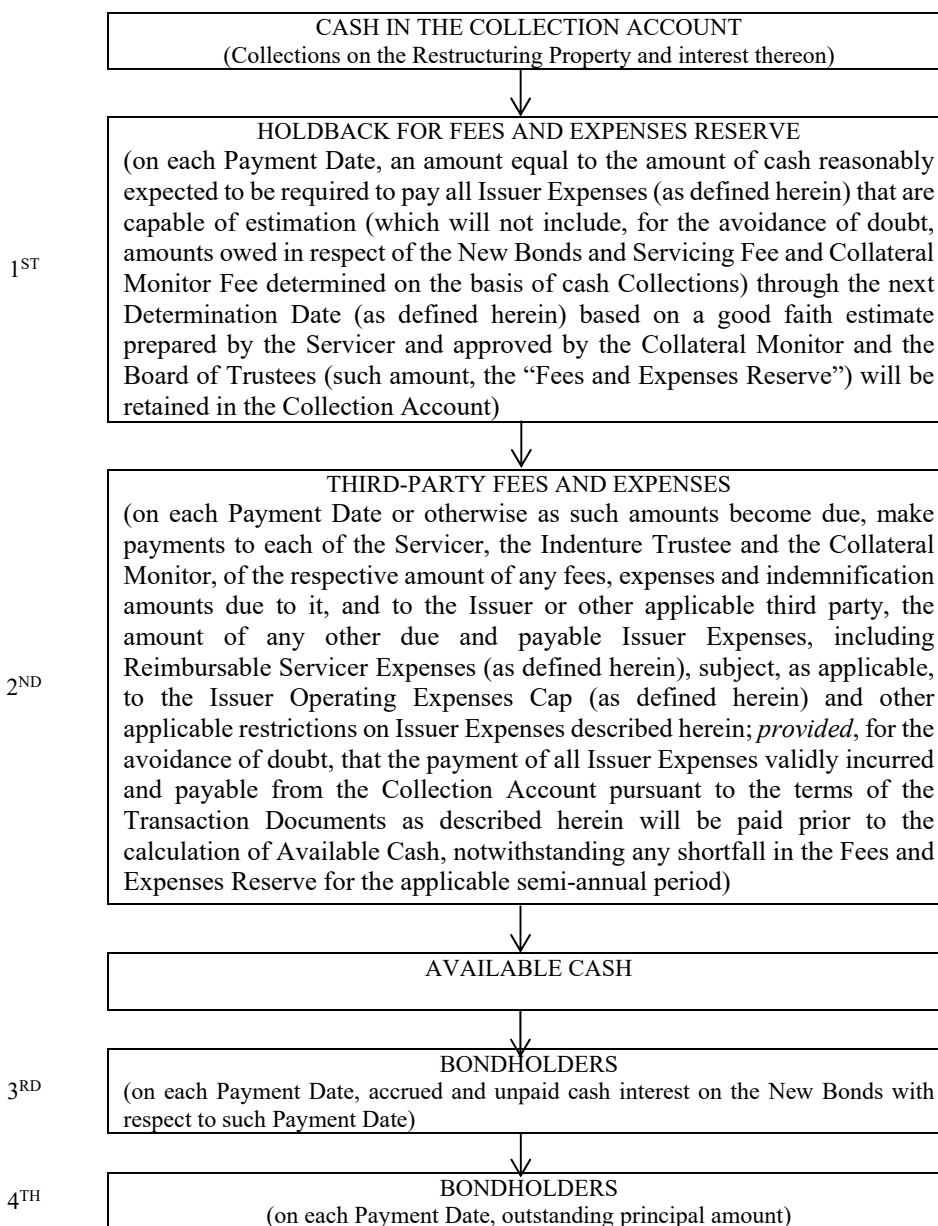 CASH IN THE COLLECTION ACCOUNT
(Collections on the Restructuring Property and interest thereon)
HOLDBACK FOR FEES AND EXPENSES RESERVE
(on each Payment Date, an amount equal to the amount of cash reasonably
expected to be required to pay all Issuer Expenses (as defined herein) that are
capable of estimation (which will not include, for the avoidance of doubt,
amounts owed in respect of the New Bonds and Servicing Fee and Collateral
1ST
Monitor Fee determined on the basis of cash Collections) through the next
Determination Date (as defined herein) based on a good faith estimate
prepared by the Servicer and approved by the Collateral Monitor and the
Board of Trustees (such amount, the “Fees and Expenses Reserve”) will be
retained in the Collection Account)
THIRD-PARTY FEES AND EXPENSES
(on each Payment Date or otherwise as such amounts become due, make
payments to each of the Servicer, the Indenture Trustee and the Collateral
Monitor, of the respective amount of any fees, expenses and indemnification
amounts due to it, and to the Issuer or other applicable third party, the
amount of any other due and payable Issuer Expenses, including
Reimbursable Servicer Expenses (as defined herein), subject, as applicable,
2ND
to the Issuer Operating Expenses Cap (as defined herein) and other
applicable restrictions on Issuer Expenses described herein; provided, for the
avoidance of doubt, that the payment of all Issuer Expenses validly incurred
and payable from the Collection Account pursuant to the terms of the
Transaction Documents as described herein will be paid prior to the
calculation of Available Cash, notwithstanding any shortfall in the Fees and
Expenses Reserve for the applicable semi-annual period)
AVAILABLE CASH
BONDHOLDERS
3RD
(on each Payment Date, accrued and unpaid cash interest on the New Bonds with
respect to such Payment Date)
BONDHOLDERS
4TH
(on each Payment Date, outstanding principal amount)